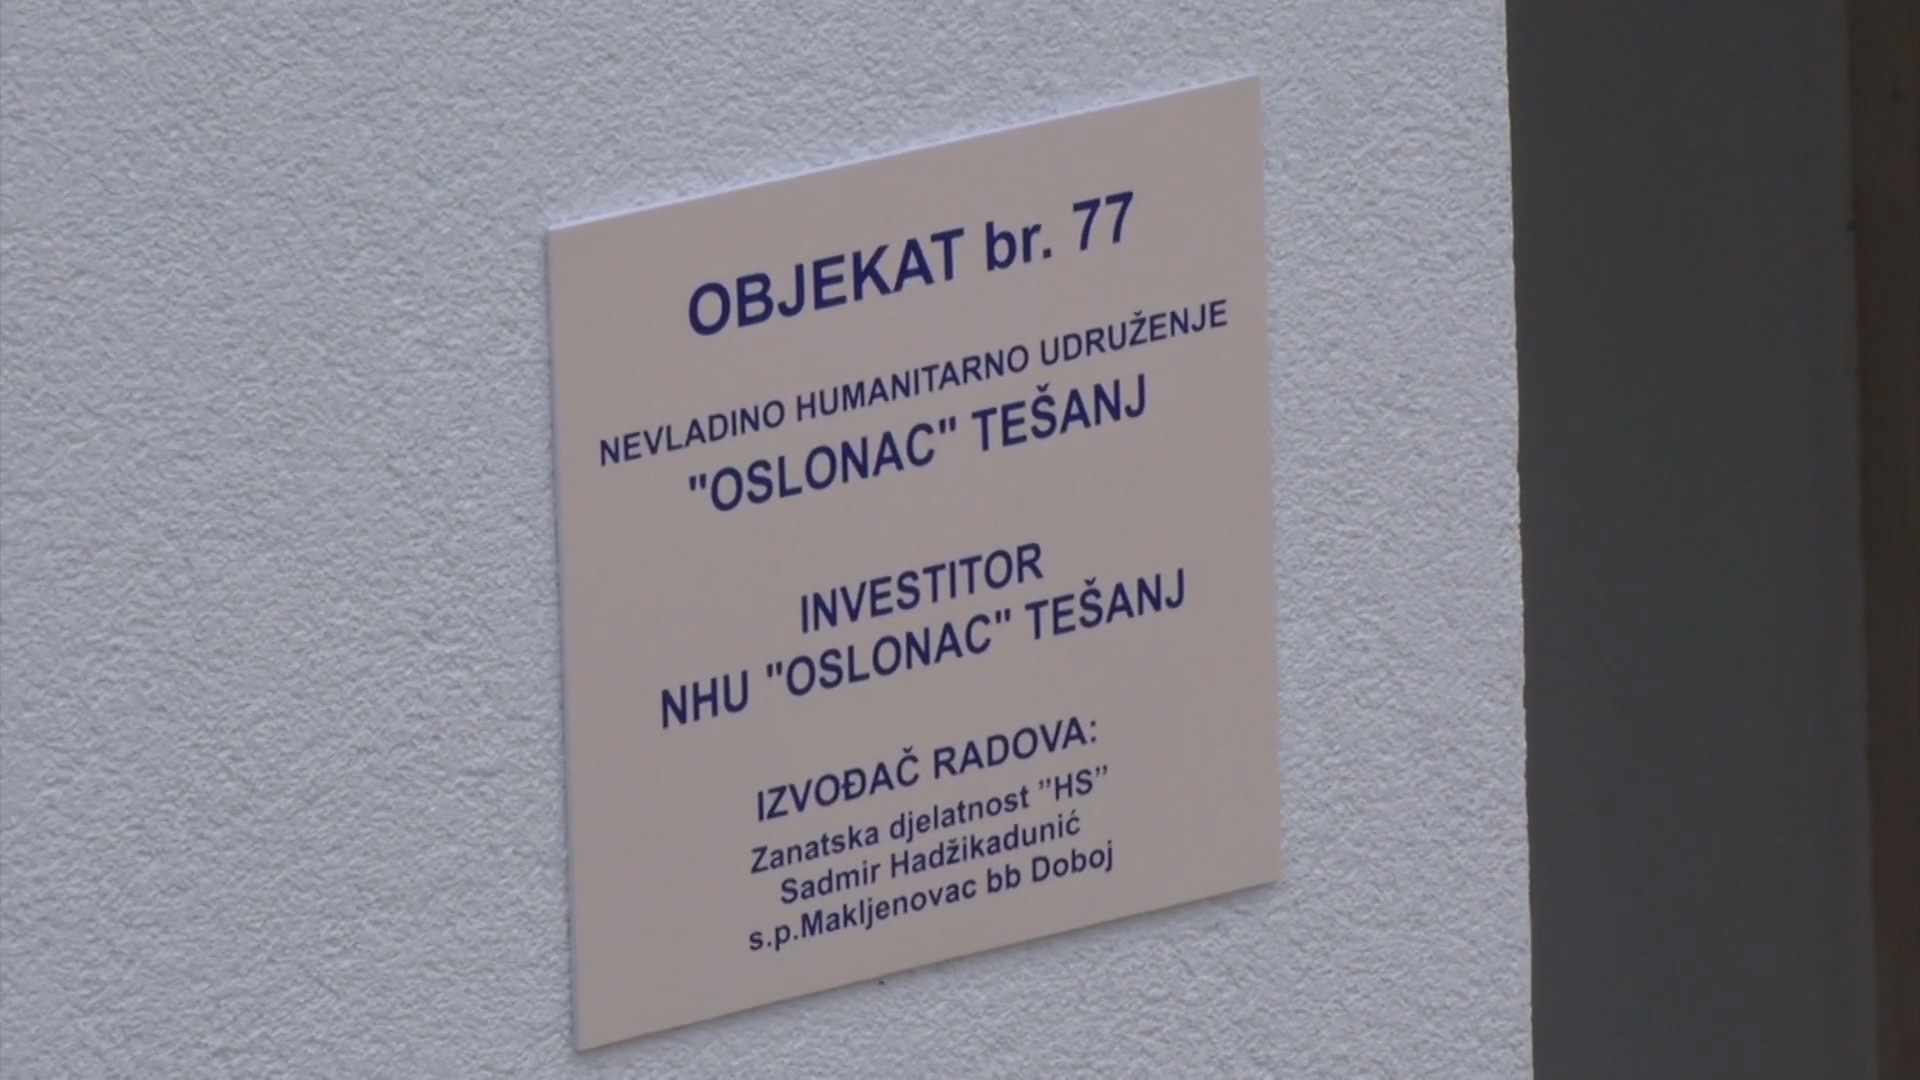 OBJEKAT br. 77
NEVLADINO HUMANITARNO UDRUŽENJE
"OSLONAC" TEŠANJ
INVESTITOR
NHU "OSLONAC" TEŠANJ
IZVOĐAČ RADOVA:
Zanatska djelatnost ”HS”
Sadmir Hadžikadunić
s.p.Makljenovac bb Doboj